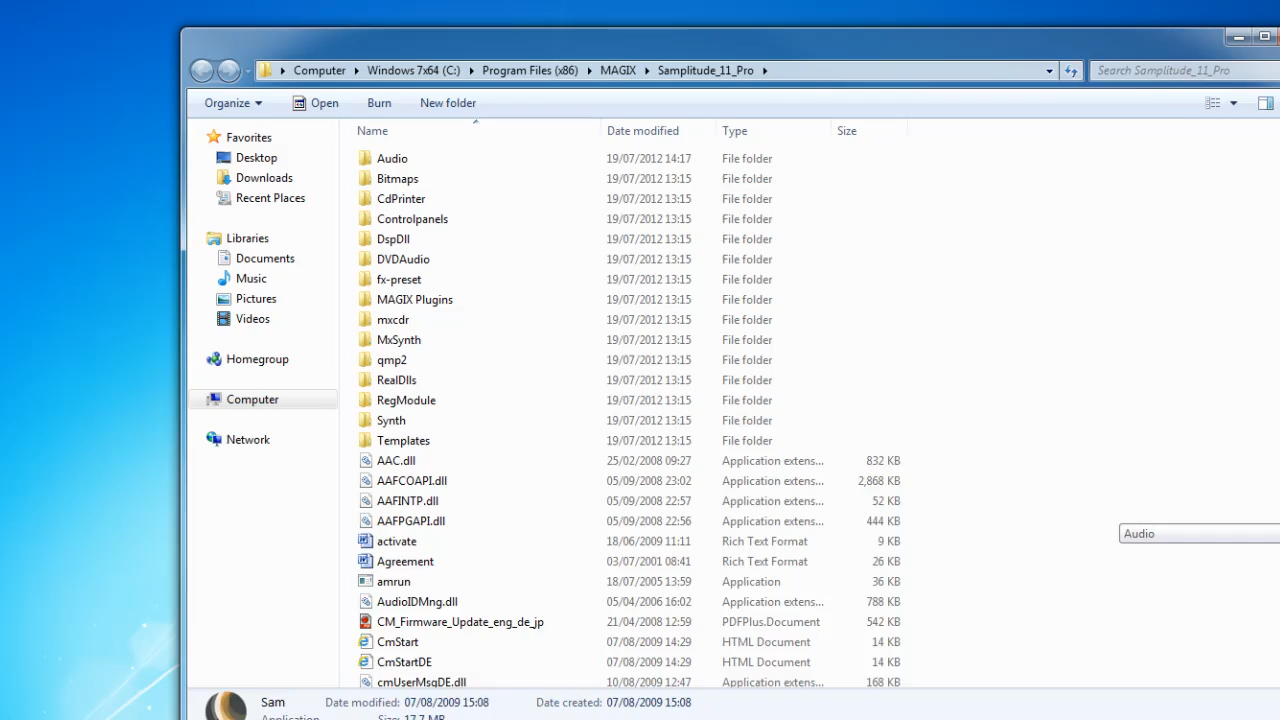 Computer Windows 7x64 (C:) Program Files (x86) MAGIX Samplitude_11_Pro Search Samplitude_11_Pro
Organize Open Burn New folder
Name Date modified Type Size
Favorites
Desktop
Downloads
Recent Places
Libraries
Documents
Music
Pictures
Videos
Homegroup
Computer
Network
Audio 19/07/2012 14:17 File folder
Bitmaps 19/07/2012 13:15 File folder
CdPrinter 19/07/2012 13:15 File folder
Controlpanels 19/07/2012 13:15 File folder
DspDll 19/07/2012 13:15 File folder
DVDAudio 19/07/2012 13:15 File folder
fx-preset 19/07/2012 13:15 File folder
MAGIX Plugins 19/07/2012 13:15 File folder
mxcdr 19/07/2012 13:15 File folder
MxSynth 19/07/2012 13:15 File folder
qmp2 19/07/2012 13:15 File folder
RealDlls 19/07/2012 13:15 File folder
RegModule 19/07/2012 13:15 File folder
Synth 19/07/2012 13:15 File folder
Templates 19/07/2012 13:15 File folder
AAC.dll 25/02/2008 09:27 Application extens... 832 KB
AAFCOAPI.dll 05/09/2008 23:02 Application extens... 2,868 KB
AAFINTP.dll 05/09/2008 22:57 Application extens... 52 KB
AAFPGAPI.dll 05/09/2008 22:56 Application extens... 444 KB
activate 18/06/2009 11:11 Rich Text Format 9 KB
Agreement 03/07/2001 08:41 Rich Text Format 26 KB
amrun 18/07/2005 13:59 Application 36 KB
AudioIDMng.dll 05/04/2006 16:02 Application extens... 788 KB
CM_Firmware_Update_eng_de_jp 21/04/2008 12:59 PDFPlus.Document 542 KB
CmStart 07/08/2009 14:29 HTML Document 14 KB
CmStartDE 07/08/2009 14:29 HTML Document 14 KB
cmUserMsgDE.dll 10/08/2009 12:47 Application extens... 168 KB
Audio
Sam Date modified: 07/08/2009 15:08 Date created: 07/08/2009 15:08
Application Size: 17.7 MB